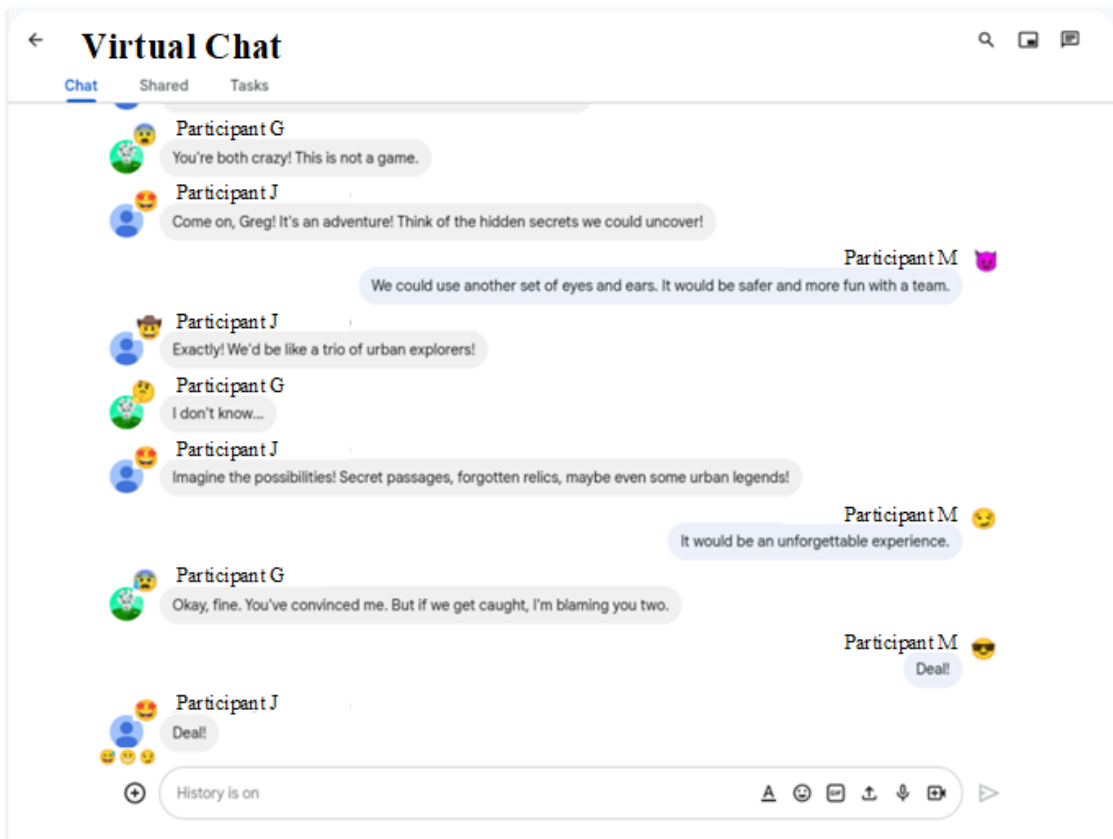 Virtual Chat
Chat Shared Tasks
Participant G
You're both crazy! This is not a game.
Participant J
Come on, Greg! It's an adventure! Think of the hidden secrets we could uncover!
Participant M
We could use another set of eyes and ears. It would be safer and more fun with a team.
Participant J
Exactly! We'd be like a trio of urban explorers!
Participant G
I don't know...
Participant J
Imagine the possibilities! Secret passages, forgotten relics, maybe even some urban legends!
Participant M
It would be an unforgettable experience.
Participant G
Okay, fine. You've convinced me. But if we get caught, I'm blaming you two.
Participant M
Deal!
Participant J
Deal!
History is on A GIF